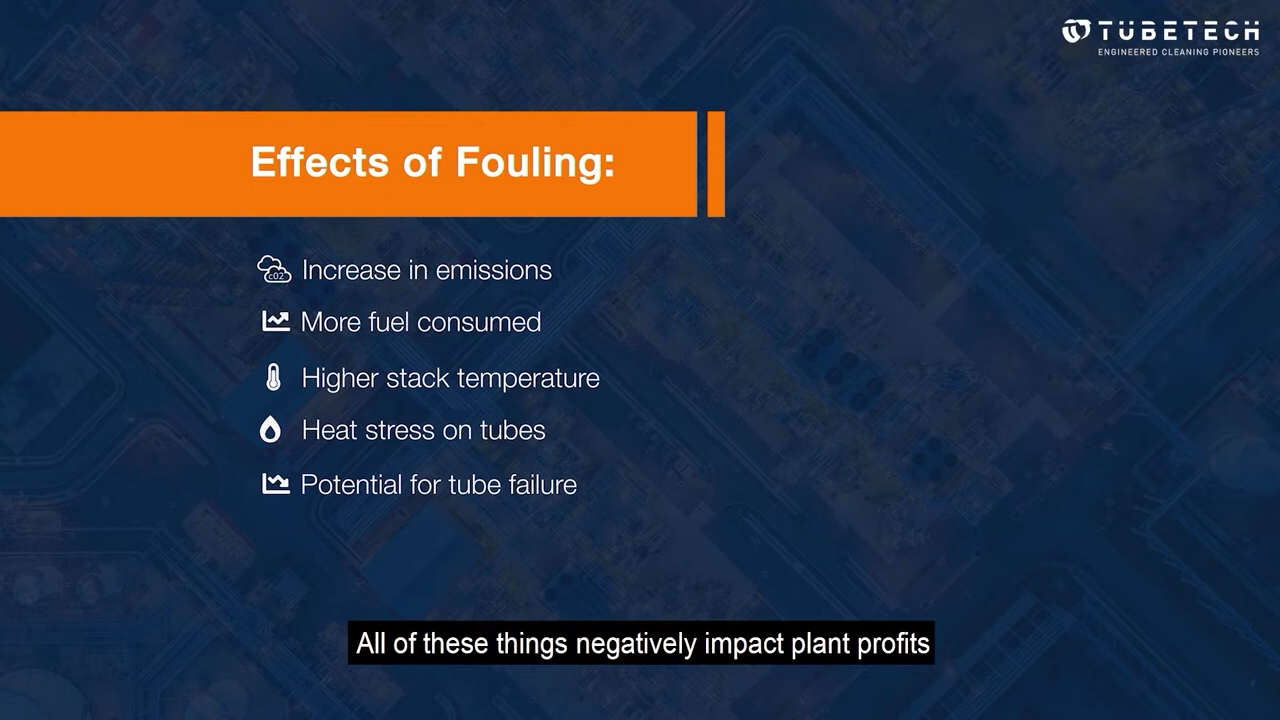 TUBETECH
ENGINEERED CLEANING PIONEERS
Effects of Fouling:
cO2
Increase in emissions
More fuel consumed
Higher stack temperature
Heat stress on tubes
Potential for tube failure
All of these things negatively impact plant profits